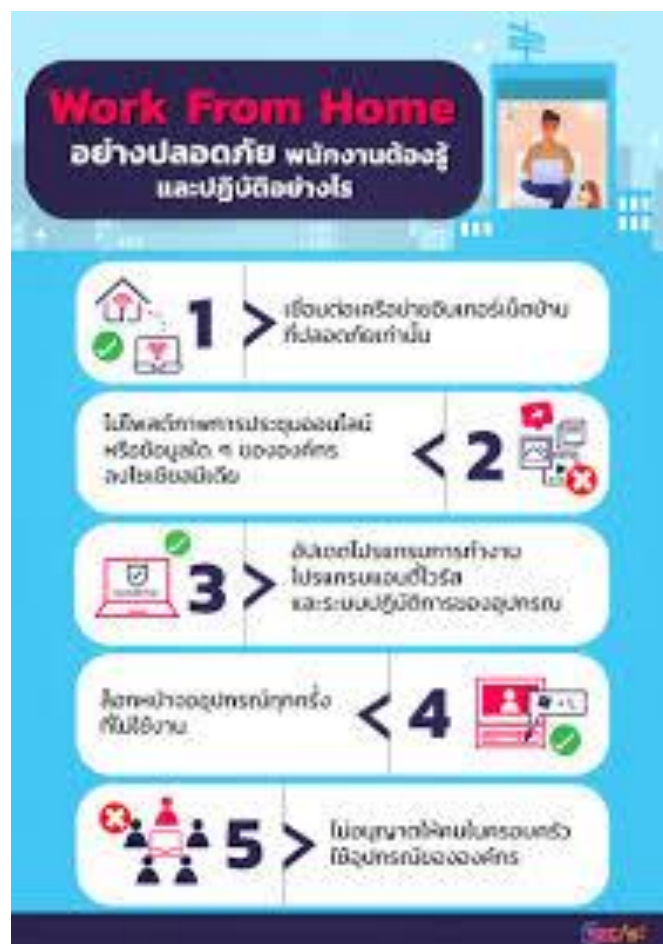 Work From Home
อย่างปลอดภัย พนักงานต้องรู้
และปฏิบัติอย่างไร
1
เชื่อมต่อเครือข่ายอินเทอร์เน็ตบ้าน
ที่ปลอดภัยเท่านั้น
ไม่โพสต์ภาพการประชุมออนไลน์
หรือข้อมูลใด ๆ ขององค์กร
ลงโซเชียลมีเดีย
2
3
อัปเดตโปรแกรมการทำงาน
โปรแกรมแอนตี้ไวรัส
และระบบปฏิบัติการของอุปกรณ์
ล็อกหน้าจออุปกรณ์ทุกครั้ง
ที่ไม่ใช้งาน
4
5
ไม่อนุญาตให้คนในครอบครัว
ใช้อุปกรณ์ขององค์กร